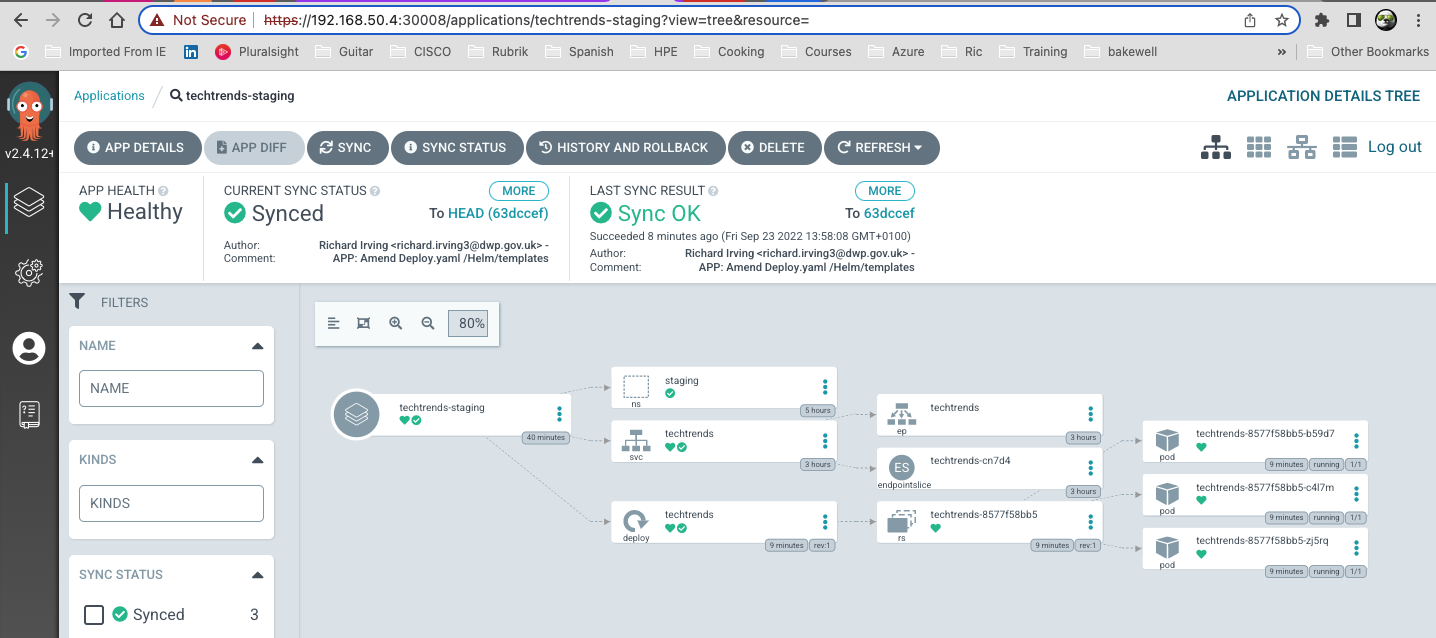 Not Secure | https://192.168.50.4:30008/applications/techtrends-staging?view=tree&resource=
Imported From IE Pluralsight Guitar CISCO Rubrik Spanish HPE Cooking Courses Azure Ric Training bakewell » Other Bookmarks
v2.4.12+
Applications / techtrends-staging APPLICATION DETAILS TREE
APP DETAILS APP DIFF SYNC SYNC STATUS HISTORY AND ROLLBACK DELETE REFRESH Log out
APP HEALTH
Healthy
CURRENT SYNC STATUS MORE
Synced To HEAD (63dccef)
Author: Richard Irving <richard.irving3@dwp.gov.uk> -
Comment: APP: Amend Deploy.yaml /Helm/templates
LAST SYNC RESULT MORE
Sync OK To 63dccef
Succeeded 8 minutes ago (Fri Sep 23 2022 13:58:08 GMT+0100)
Author: Richard Irving <richard.irving3@dwp.gov.uk> -
Comment: APP: Amend Deploy.yaml /Helm/templates
FILTERS
NAME
NAME
KINDS
KINDS
SYNC STATUS
Synced 3
80%
techtrends-staging
40 minutes
staging
ns
5 hours
techtrends
svc
3 hours
techtrends
deploy
9 minutes rev:1
techtrends
ep
3 hours
ES
techtrends-cn7d4
endpointslice
3 hours
techtrends-8577f58bb5
rs
9 minutes rev:1
techtrends-8577f58bb5-b59d7
pod
9 minutes running 1/1
techtrends-8577f58bb5-c4l7m
pod
9 minutes running 1/1
techtrends-8577f58bb5-zj5rq
pod
9 minutes running 1/1